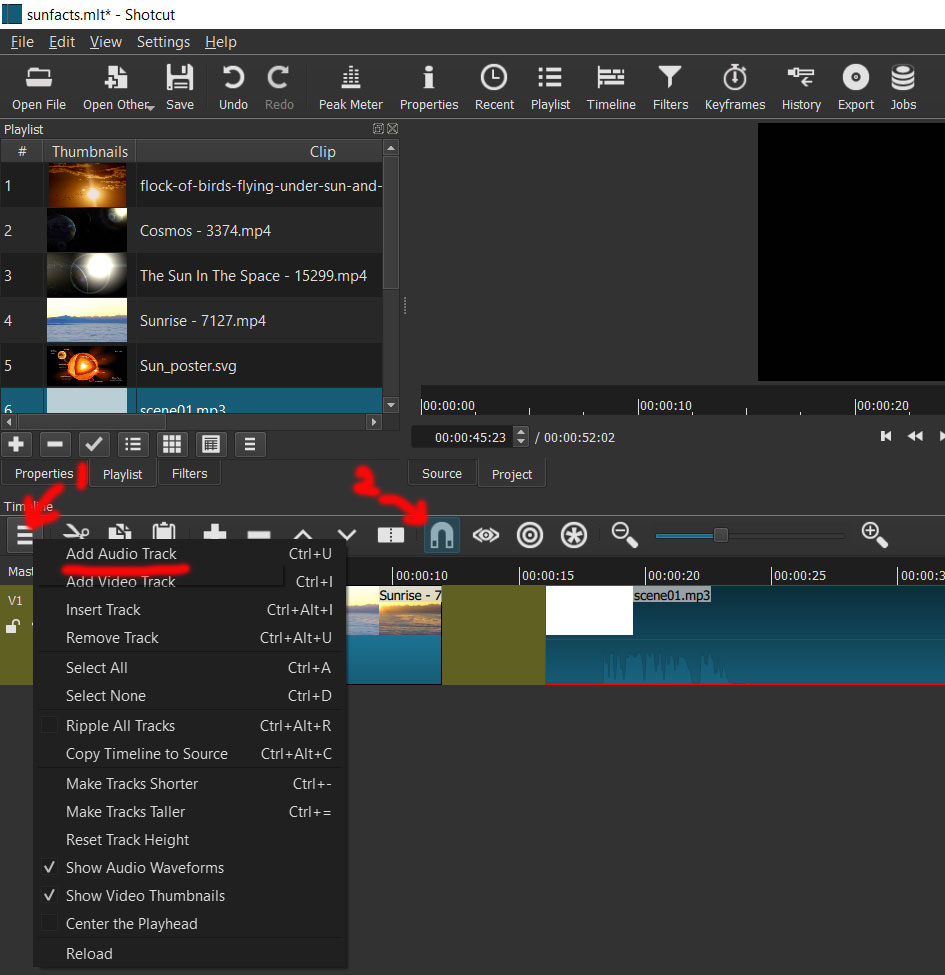 sunfacts.mlt* - Shotcut
File Edit View Settings Help
Open File Open Other Save Undo Redo Peak Meter Properties Recent Playlist Timeline Filters Keyframes History Export Jobs
Playlist
# Thumbnails Clip
1 flock-of-birds-flying-under-sun-and-
2 Cosmos - 3374.mp4
3 The Sun In The Space - 15299.mp4
4 Sunrise - 7127.mp4
5 Sun_poster.svg
6 scene01.mp3
00:00:00 00:00:10 00:00:20
00:00:45:23 / 00:00:52:02
Properties Playlist Filters
Source Project
1
2
Timeline
Mast
00:00:10 00:00:15 00:00:20 00:00:25 00:00:3
V1
Sunrise - 7
scene01.mp3
Add Audio Track Ctrl+U
Add Video Track Ctrl+I
Insert Track Ctrl+Alt+I
Remove Track Ctrl+Alt+U
Select All Ctrl+A
Select None Ctrl+D
Ripple All Tracks Ctrl+Alt+R
Copy Timeline to Source Ctrl+Alt+C
Make Tracks Shorter Ctrl+-
Make Tracks Taller Ctrl+=
Reset Track Height
Show Audio Waveforms
Show Video Thumbnails
Center the Playhead
Reload